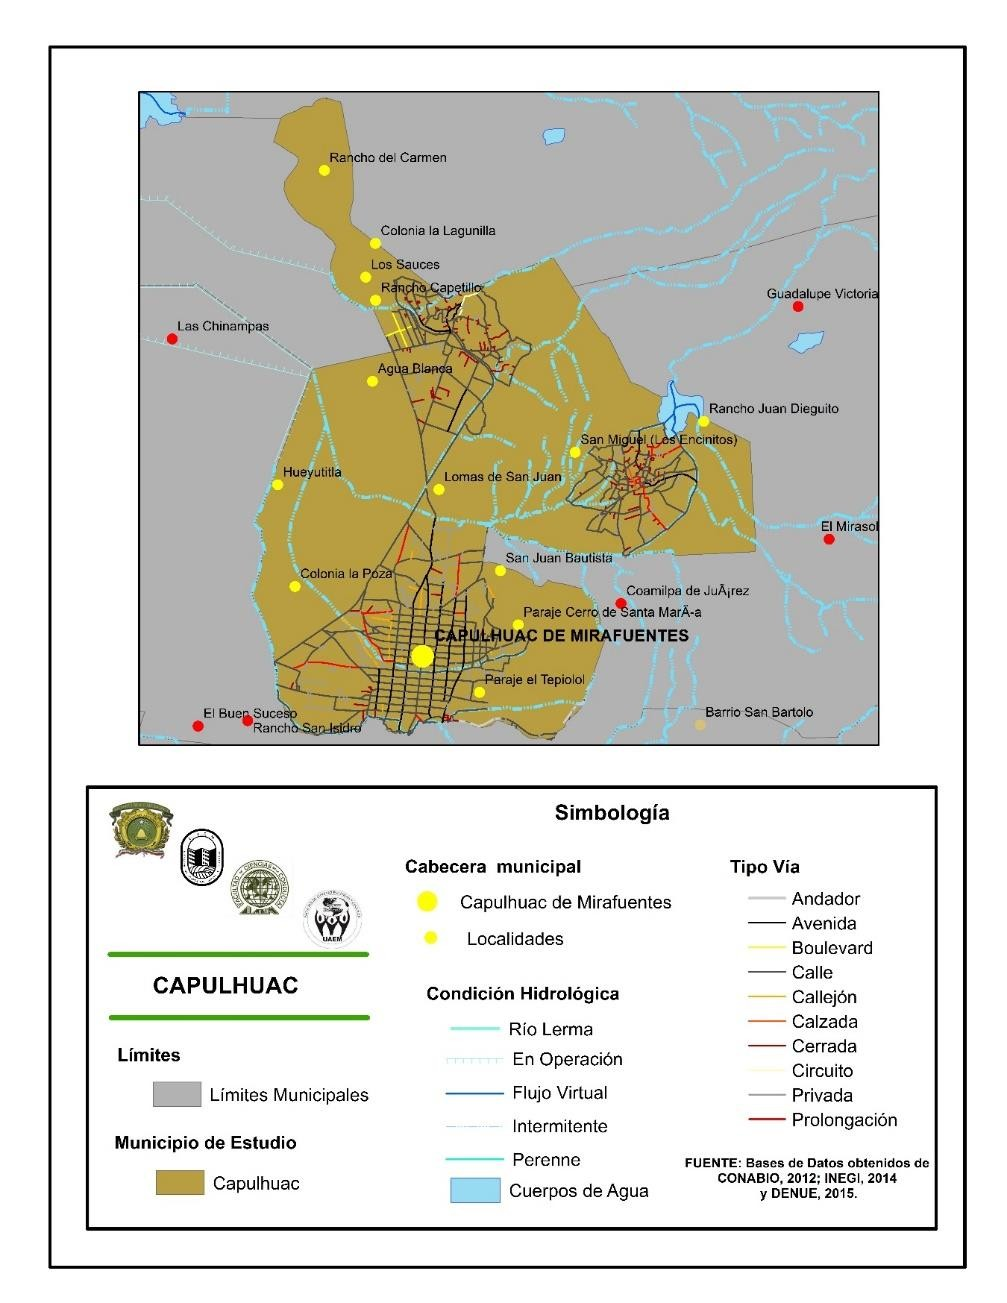 Rancho del Carmen
Colonia la Lagunilla
Los Sauces
Rancho Capetillo
Guadalupe Victoria
Las Chinampas
Agua Blanca
Rancho Juan Dieguito
San Miguel (Los Encinitos)
Hueyutitla
Lomas de San Juan
El Mirasol
San Juan Bautista
Colonia la Poza
Coamilpa de JuÃ¡rez
Paraje Cerro de Santa MarÃ-a
CAPULHUAC DE MIRAFUENTES
Paraje el Tepiolol
El Buen Suceso
Barrio San Bartolo
Rancho San Isidro
Simbología
UAEM
CAPULHUAC
Límites
Límites Municipales
Municipio de Estudio
Capulhuac
Cabecera municipal
Capulhuac de Mirafuentes
Localidades
Condición Hidrológica
Río Lerma
En Operación
Flujo Virtual
Intermitente
Perenne
Cuerpos de Agua
Tipo Vía
Andador
Avenida
Boulevard
Calle
Callejón
Calzada
Cerrada
Circuito
Privada
Prolongación
FUENTE: Bases de Datos obtenidos de
CONABIO, 2012; INEGI, 2014
y DENUE, 2015.